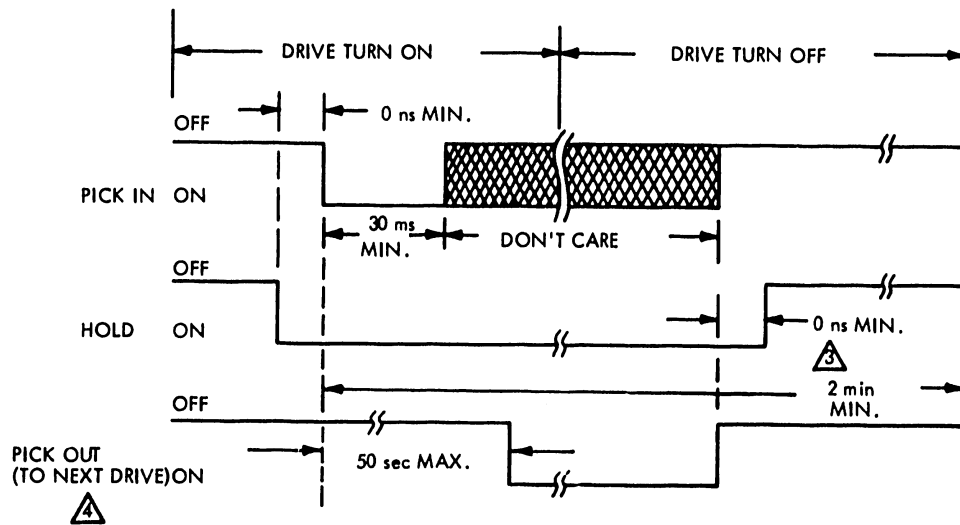 DRIVE TURN ON
DRIVE TURN OFF
0 ns MIN.
OFF
PICK IN ON
30 ms
MIN.
DON'T CARE
OFF
HOLD ON
0 ns MIN.
3
2 min
MIN.
OFF
PICK OUT
(TO NEXT DRIVE)ON
50 sec MAX.
4